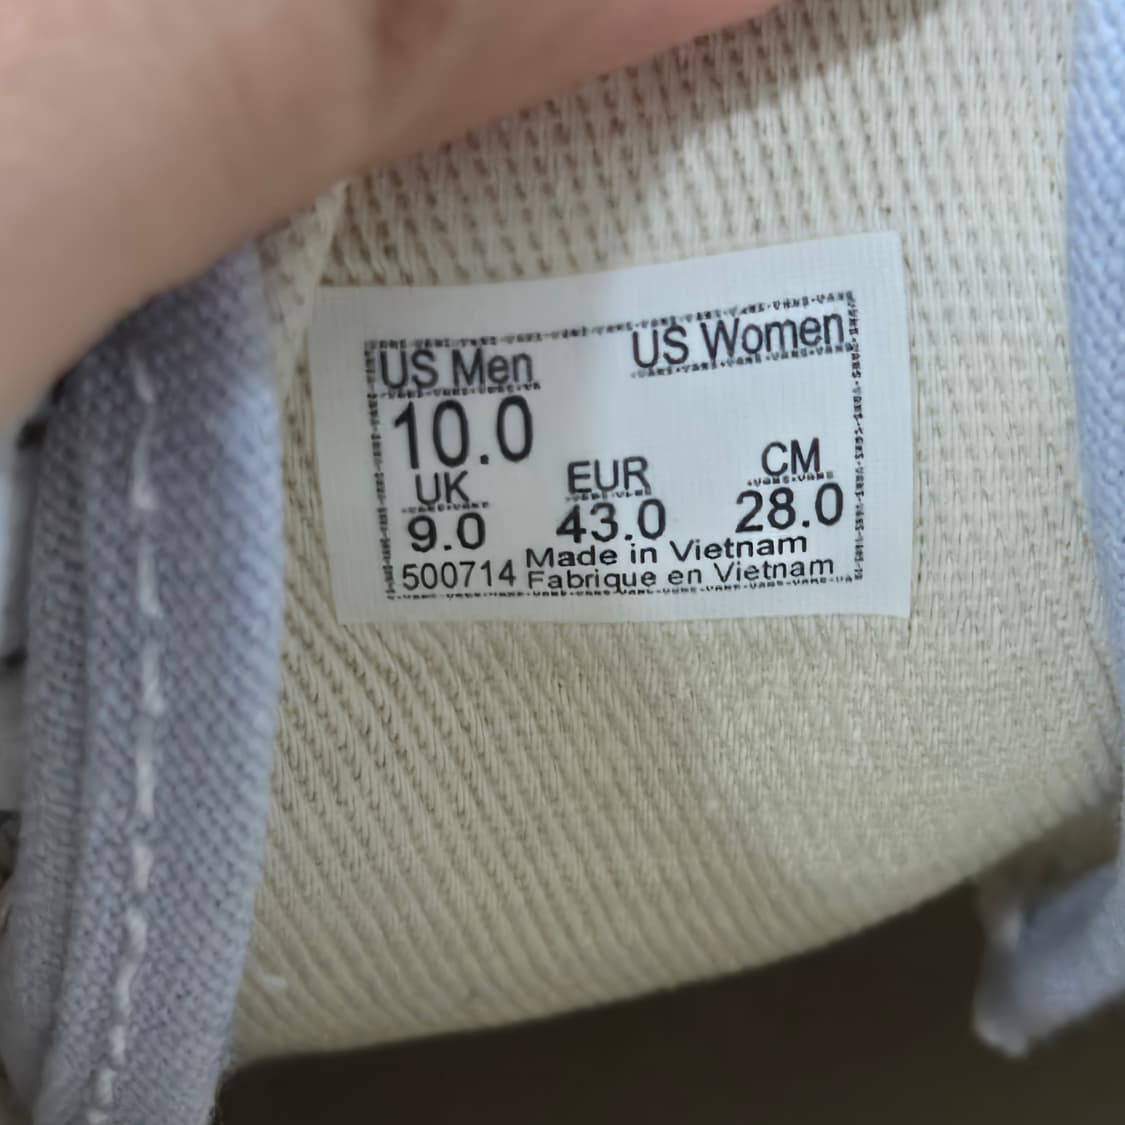 US Men US Women
10.0
UK EUR CM
9.0 43.0 28.0
Made in Vietnam
500714 Fabrique en Vietnam